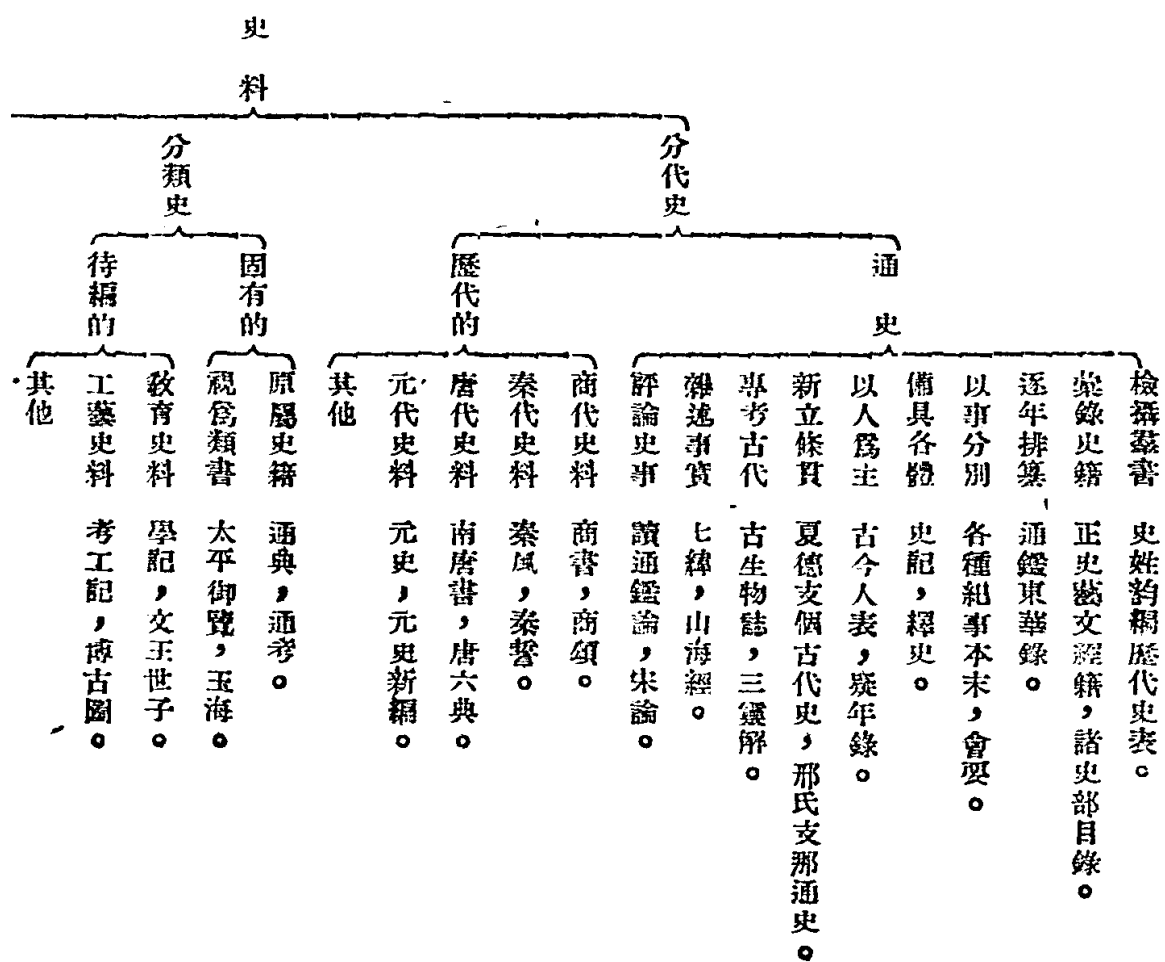 史料
分代史
通史
檢攝羣書　史姓韵編歷代史表。
彙錄史籍　正史藝文經籍，諸史部目錄。
逐年排纂　通鑑東華錄。
以事分別　各種紀事本末，會要。
備具各體　史記，繹史。
以人爲主　古今人表，疑年錄。
新立條貫　夏德支個古代史，邢氏支那通史。
專考古代　古生物誌，三靈解。
雜述事實　七緯，山海經。
評論史事　讀通鑑論，宋論。
歷代的
商代史料　商書，商頌。
秦代史料　秦風，秦誓。
唐代史料　南唐書，唐六典。
元代史料　元史，元史新編。
其他
分類史
固有的
原屬史籍　通典，通考。
視爲類書　太平御覽，玉海。
待編的
敎育史料　學記，文王世子。
工藝史料　考工記，博古圖。
其他